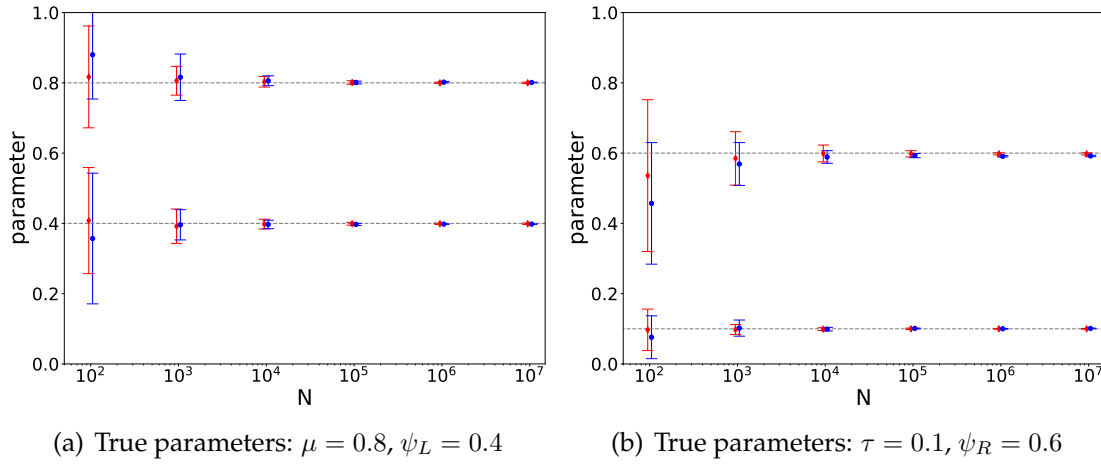 1.0
0.8
0.6
0.4
0.2
0.0
parameter
10² 10³ 10⁴ 10⁵ 10⁶ 10⁷
N
1.0
0.8
0.6
0.4
0.2
0.0
parameter
10² 10³ 10⁴ 10⁵ 10⁶ 10⁷
N
(a) True parameters: μ = 0.8, ψ_L = 0.4
(b) True parameters: τ = 0.1, ψ_R = 0.6